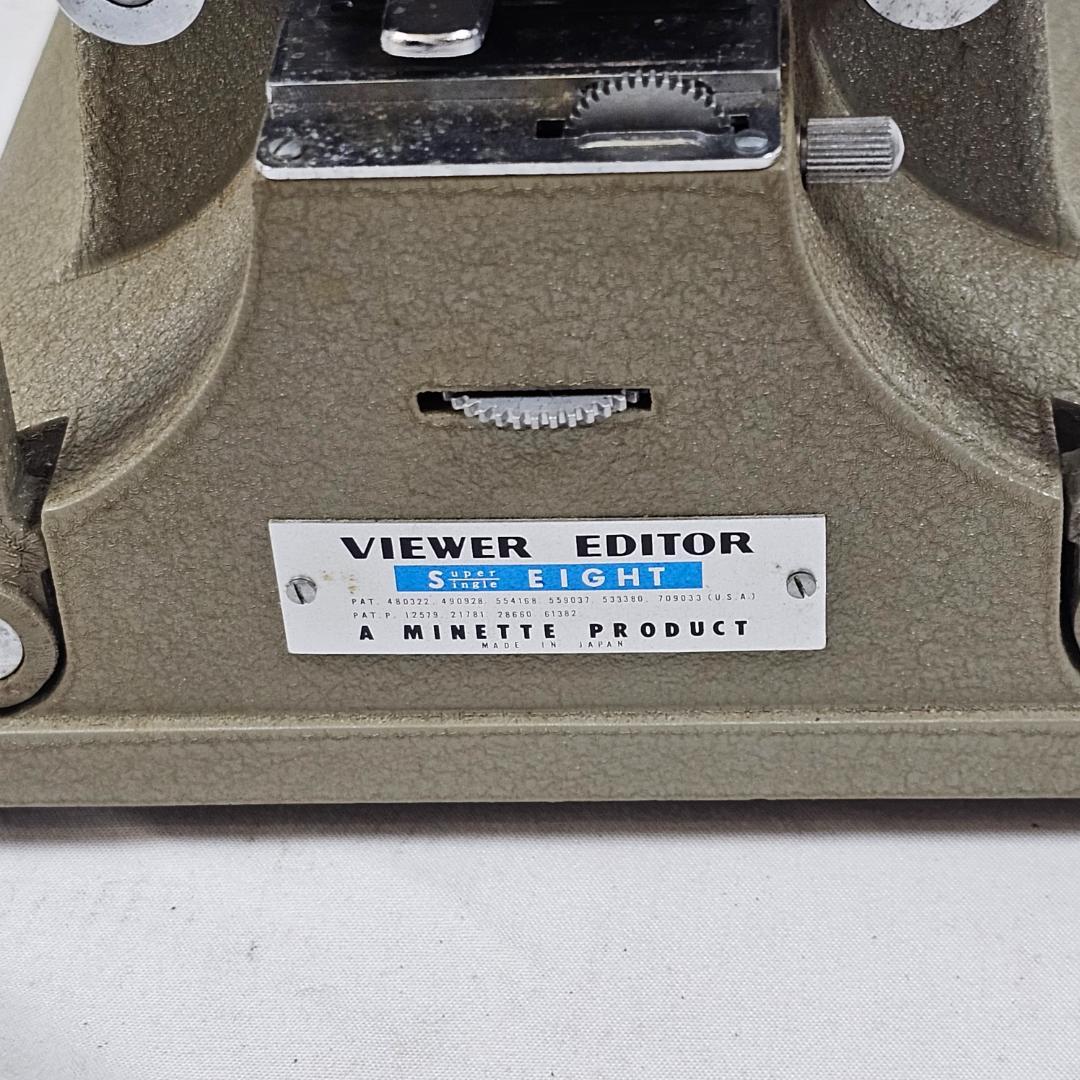 VIEWER EDITOR
Super Single EIGHT
PAT. 480322. 490928. 554168. 559037. 533380. 709033 (U.S.A.)
PAT. P. 12579. 21781. 28660. 61382.
A MINETTE PRODUCT
MADE IN JAPAN